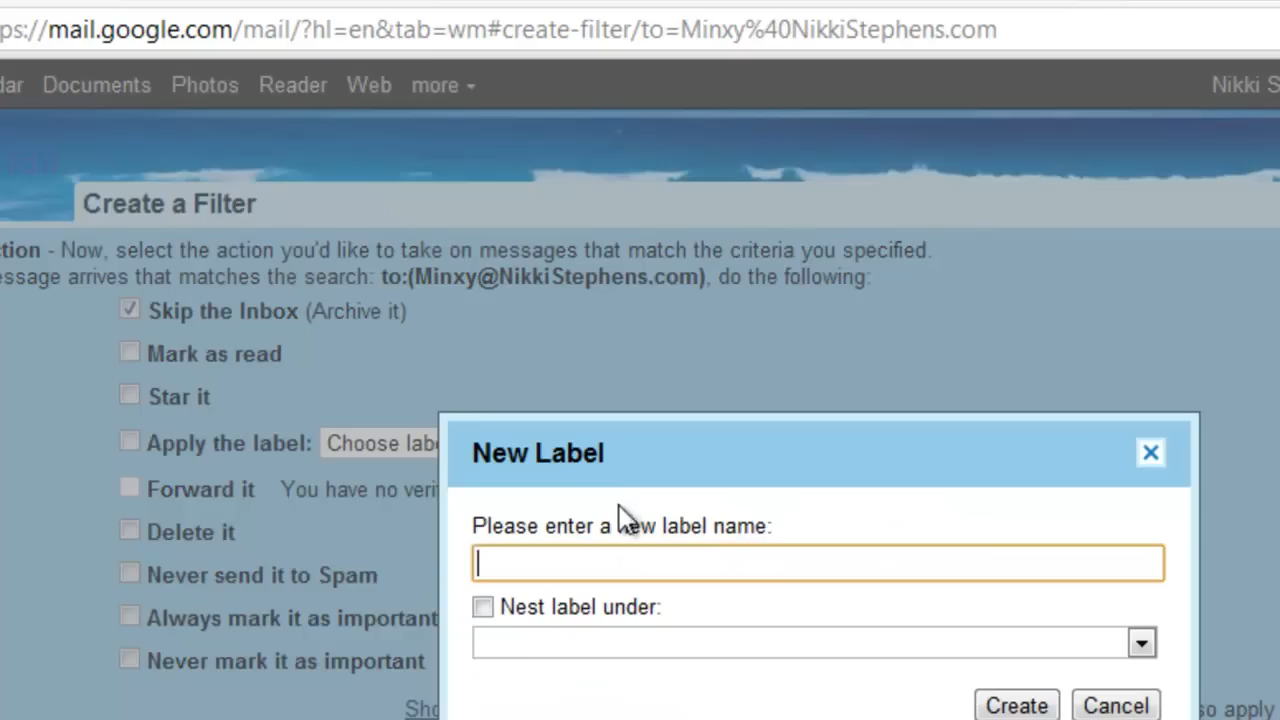 ps://mail.google.com/mail/?hl=en&tab=wm#create-filter/to=Minxy%40NikkiStephens.com
dar Documents Photos Reader Web more Nikki S
Create a Filter
ction - Now, select the action you'd like to take on messages that match the criteria you specified.
essage arrives that matches the search: to:(Minxy@NikkiStephens.com), do the following:
Skip the Inbox (Archive it)
Mark as read
Star it
Apply the label: Choose labe
Forward it You have no veri
Delete it
Never send it to Spam
Always mark it as important
Never mark it as important
New Label
Please enter a new label name:
Nest label under:
Create Cancel
Sho so apply